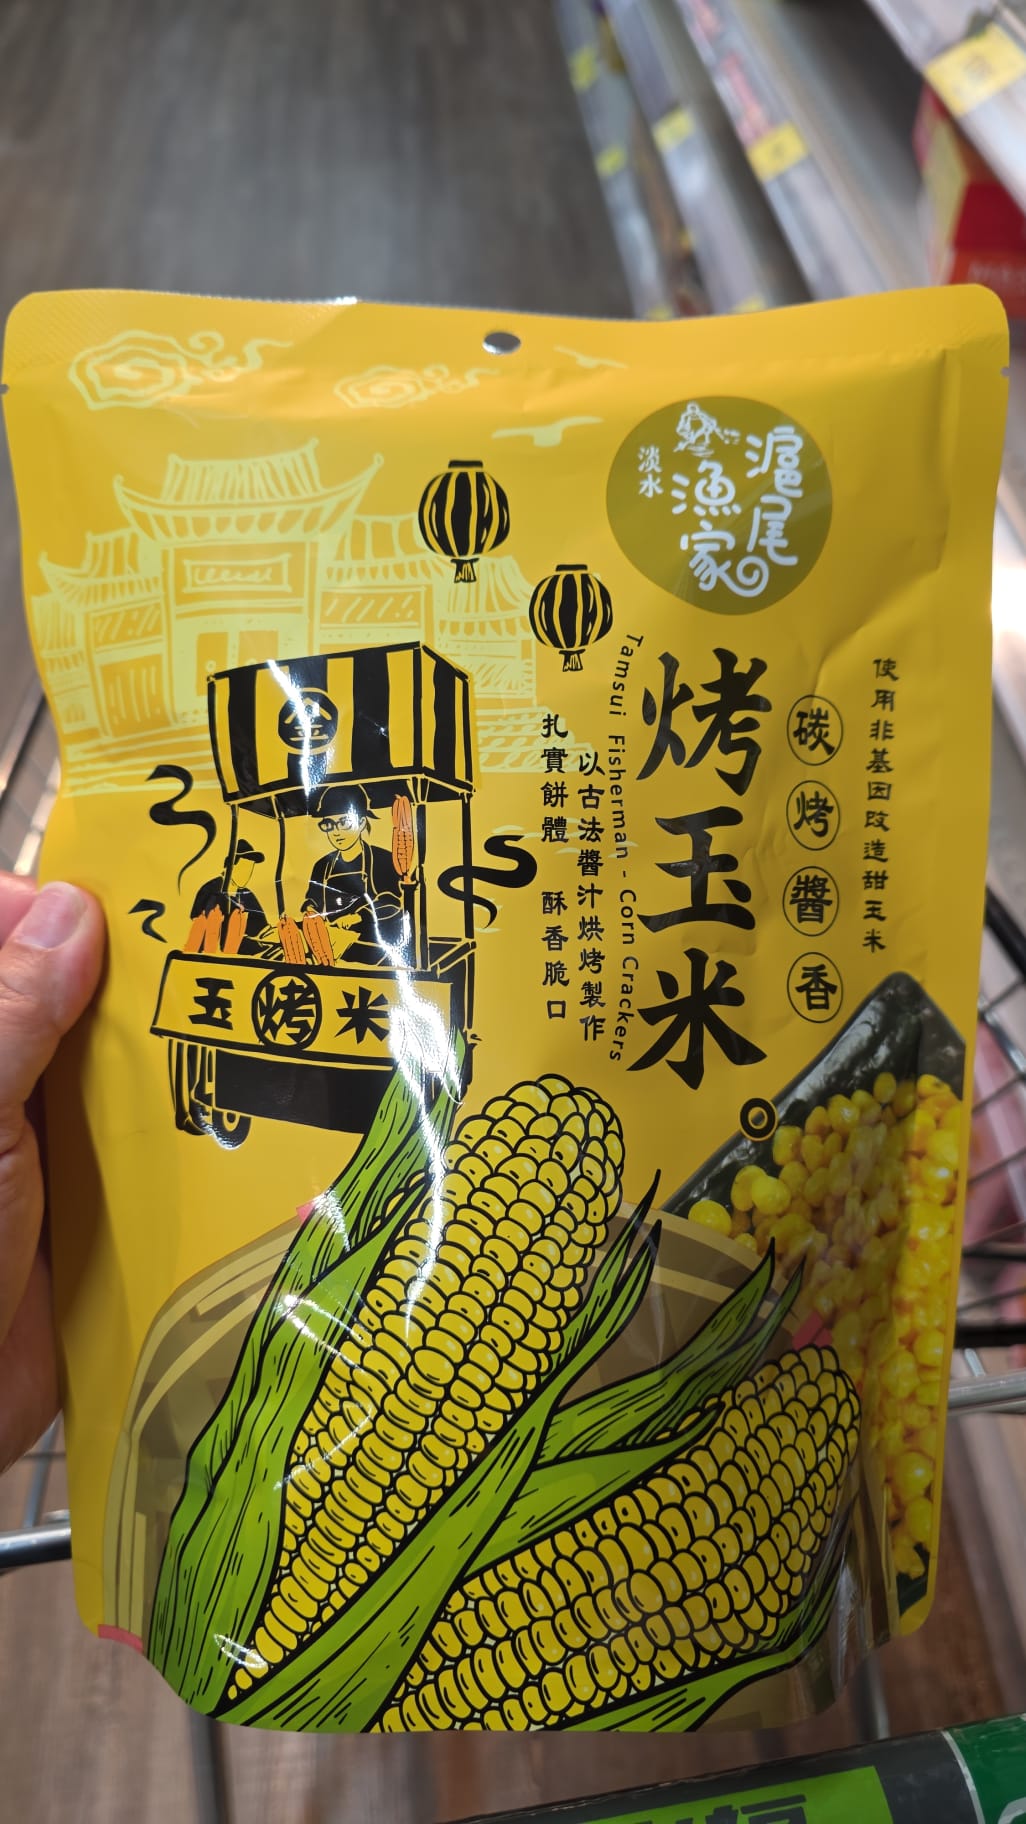 滬尾
漁家
淡水
使用非基因改造甜玉米
碳烤醬香
烤玉米
Tamsui Fisherman - Corn Crackers
以古法醬汁烘烤製作
扎實餅體 酥香脆口
玉烤米